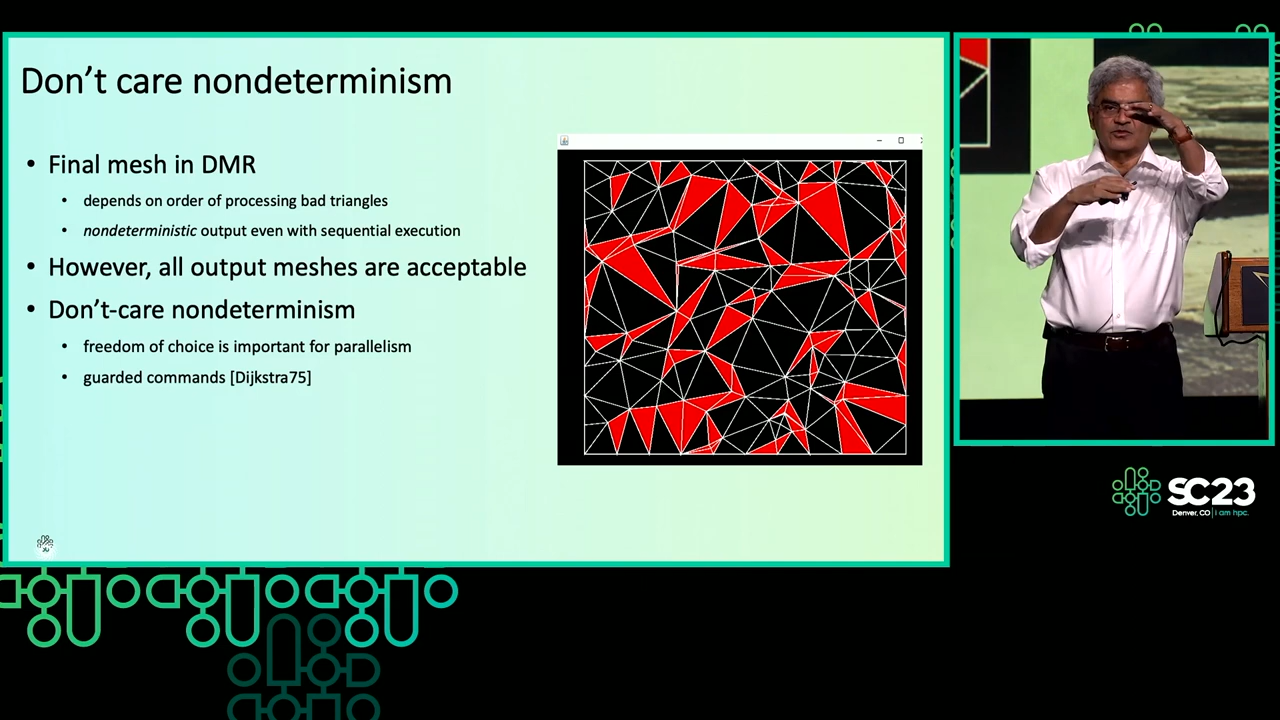 Don't care nondeterminism
• Final mesh in DMR
• depends on order of processing bad triangles
• nondeterministic output even with sequential execution
• However, all output meshes are acceptable
• Don't-care nondeterminism
• freedom of choice is important for parallelism
• guarded commands [Dijkstra75]
SC23
Denver, CO | i am hpc.